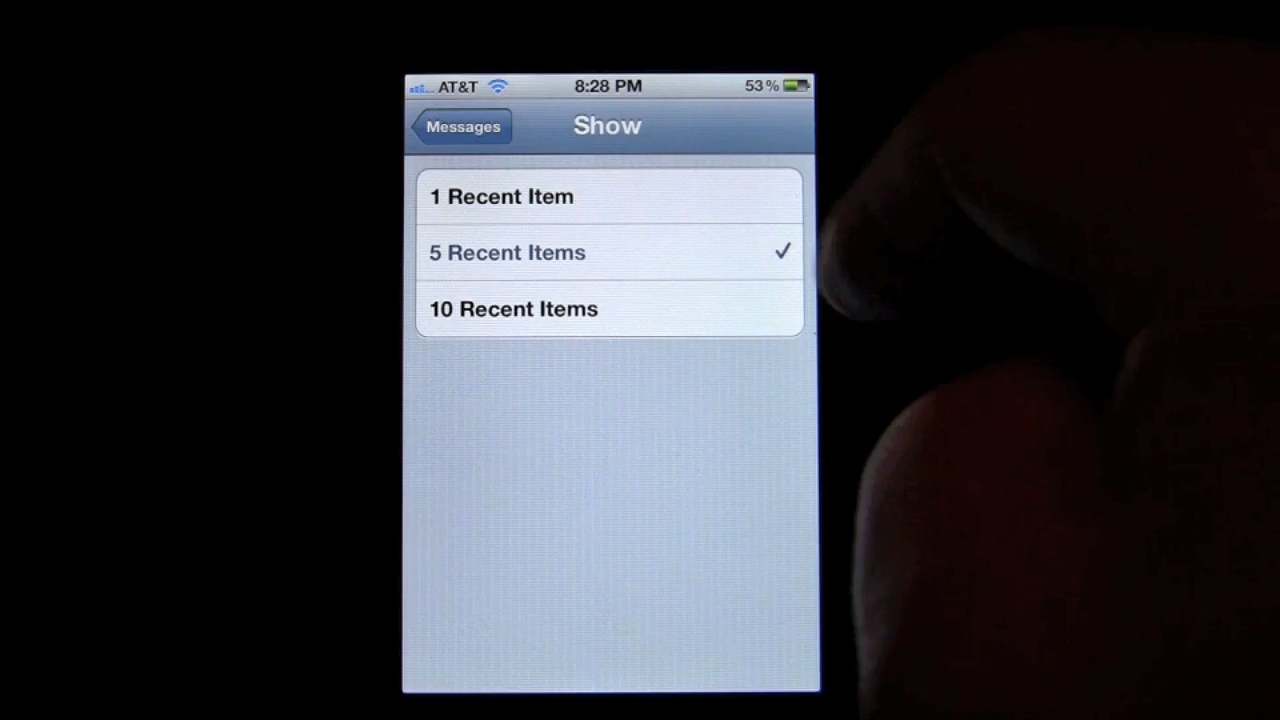 AT&T 8:28 PM 53%
Messages Show
1 Recent Item
5 Recent Items
10 Recent Items